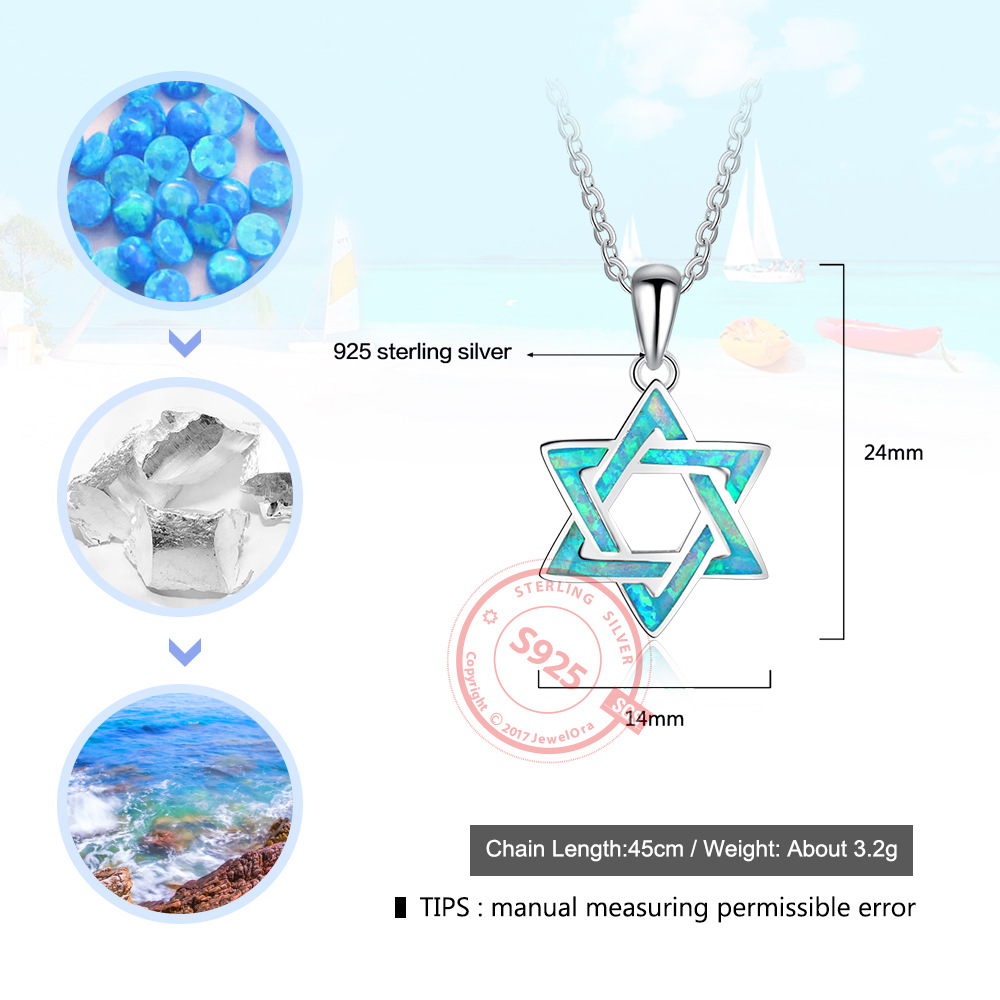 925 sterling silver
24mm
STERLING SILVER
S925
Copyright © 2017 JewelOra
14mm
Chain Length:45cm / Weight: About 3.2g
TIPS : manual measuring permissible error